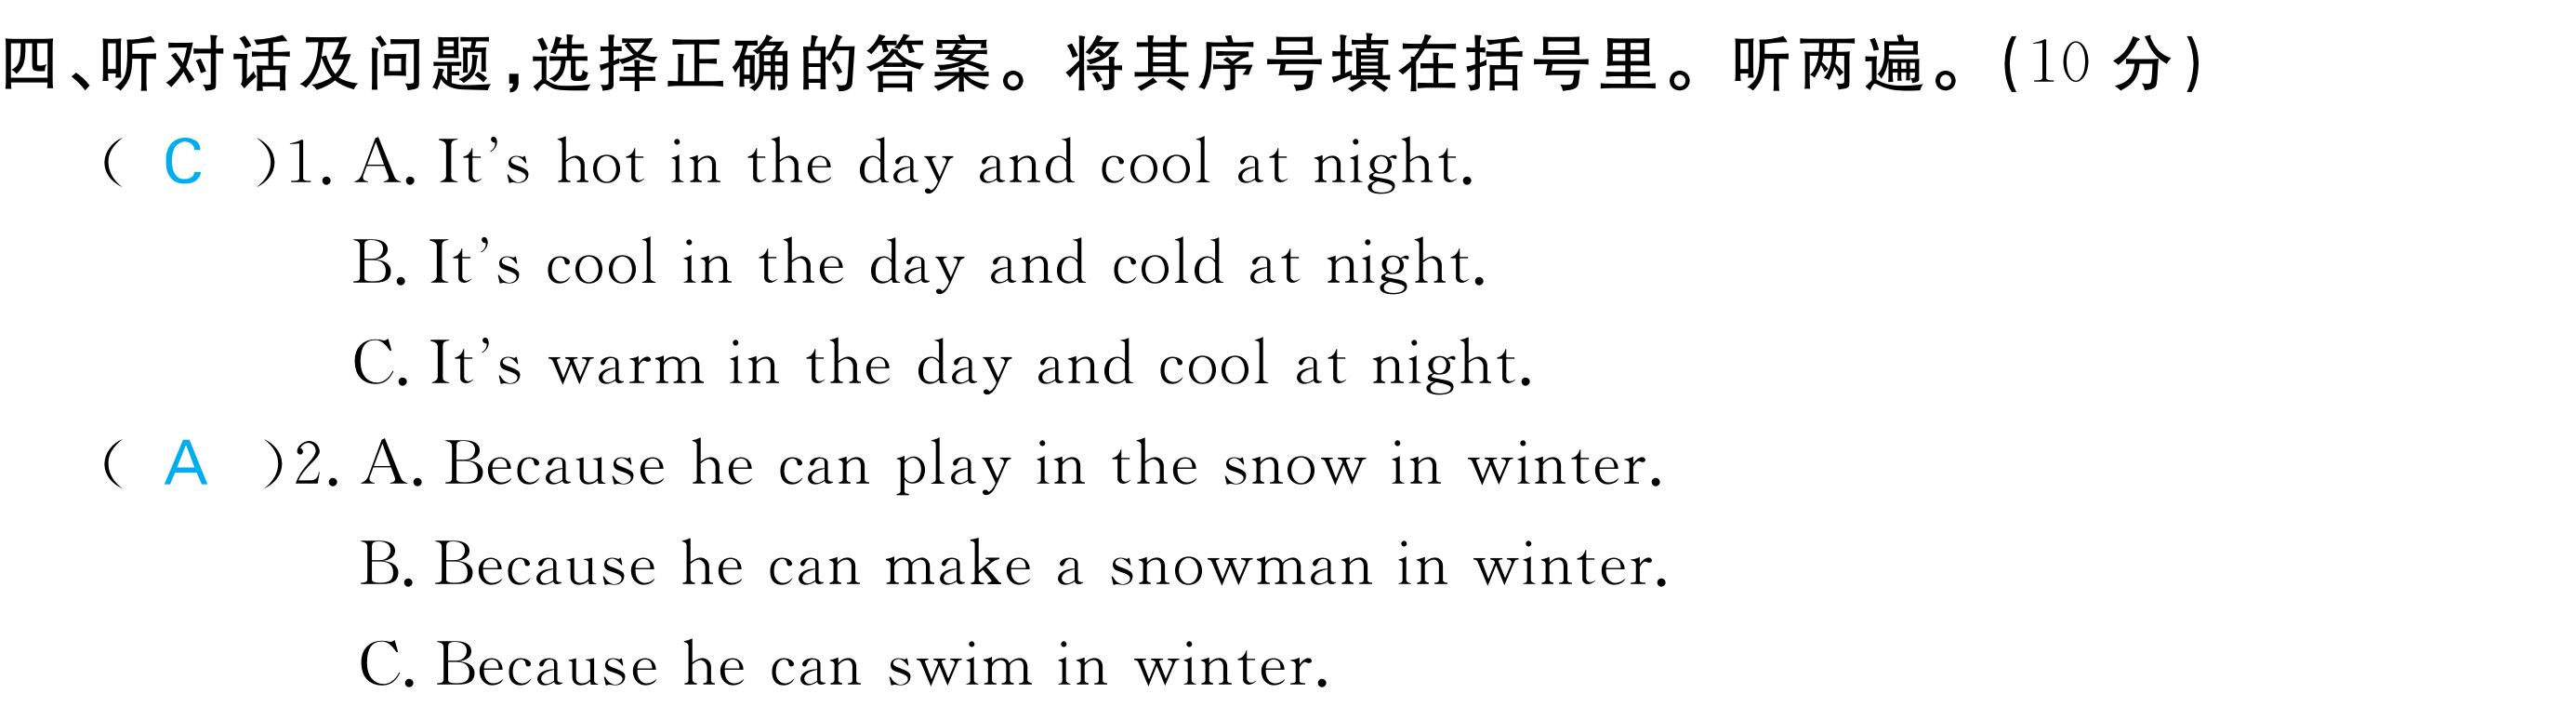 四、听对话及问题,选择正确的答案。将其序号填在括号里。听两遍。(10 分)
( C )1. A. It's hot in the day and cool at night.
B. It's cool in the day and cold at night.
C. It's warm in the day and cool at night.
( A )2. A. Because he can play in the snow in winter.
B. Because he can make a snowman in winter.
C. Because he can swim in winter.